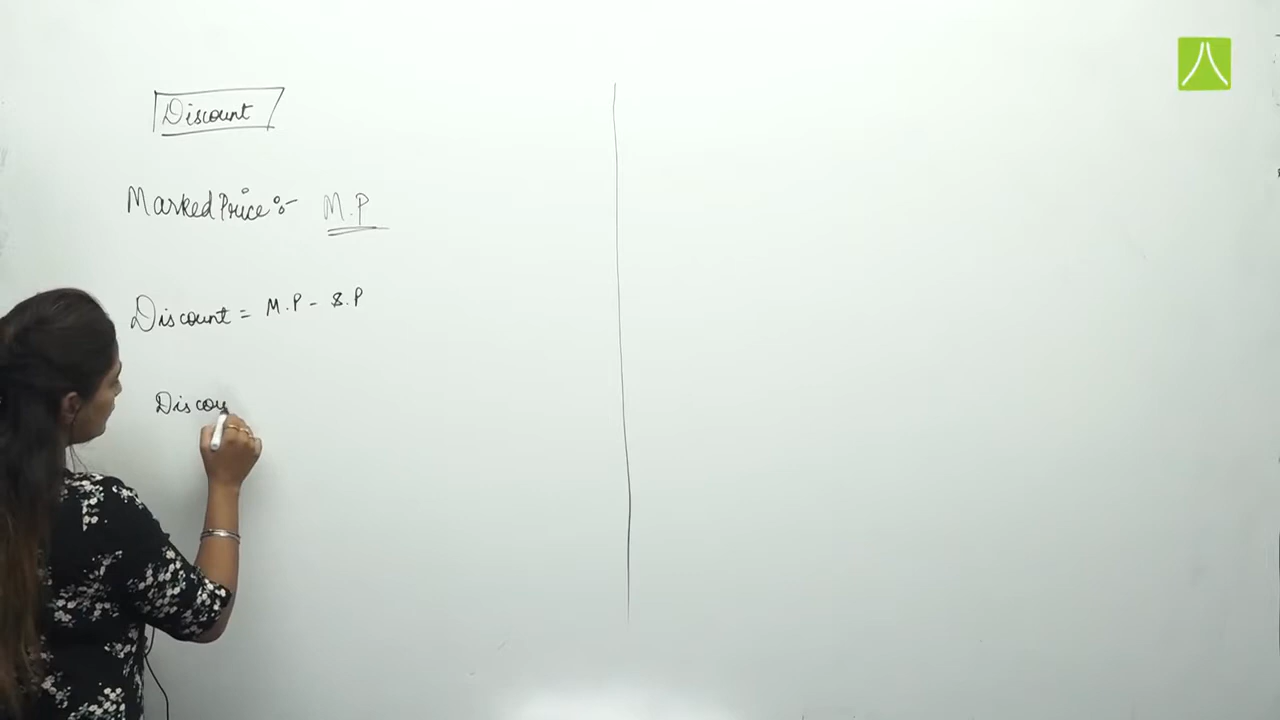 Discount
Marked Price :- M.P
Discount = M.P - S.P
Discou